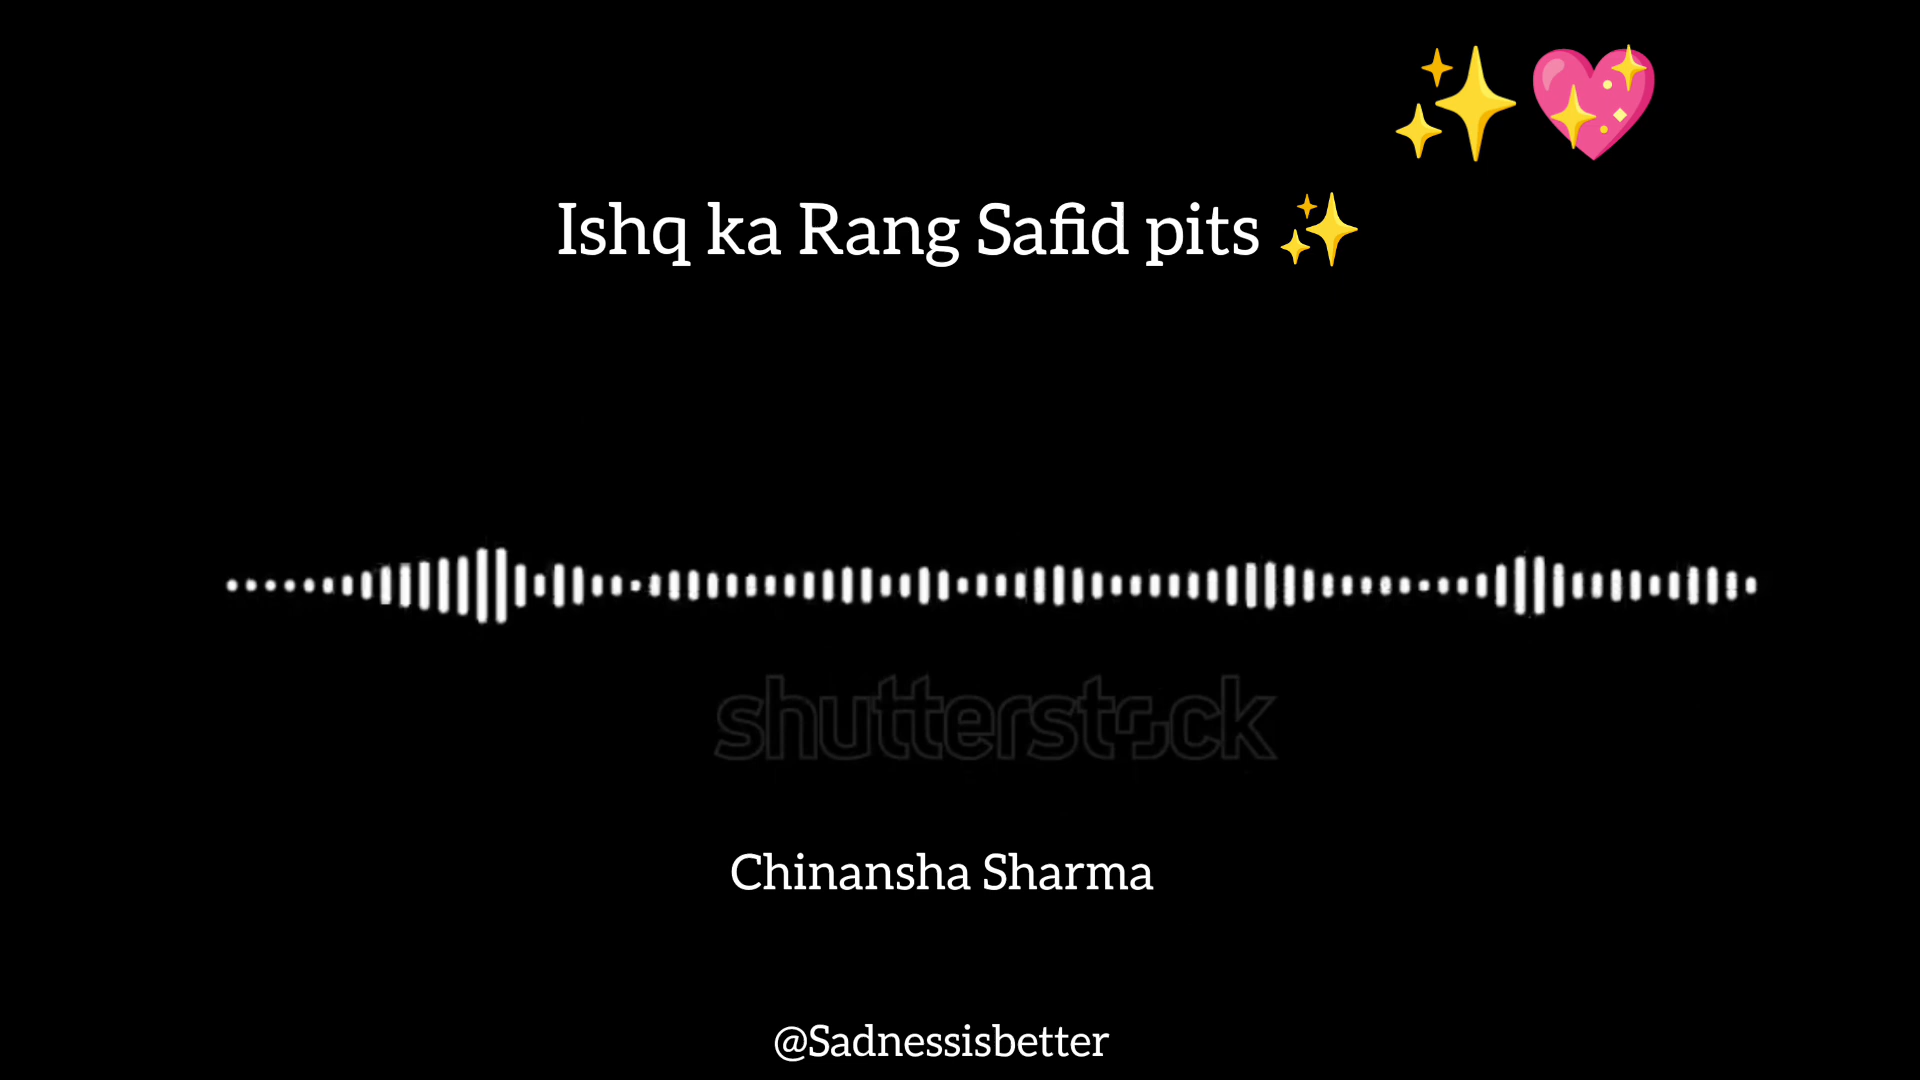 ✨💖
Ishq ka Rang Safid pits ✨
shutterstock
Chinansha Sharma
@Sadnessisbetter